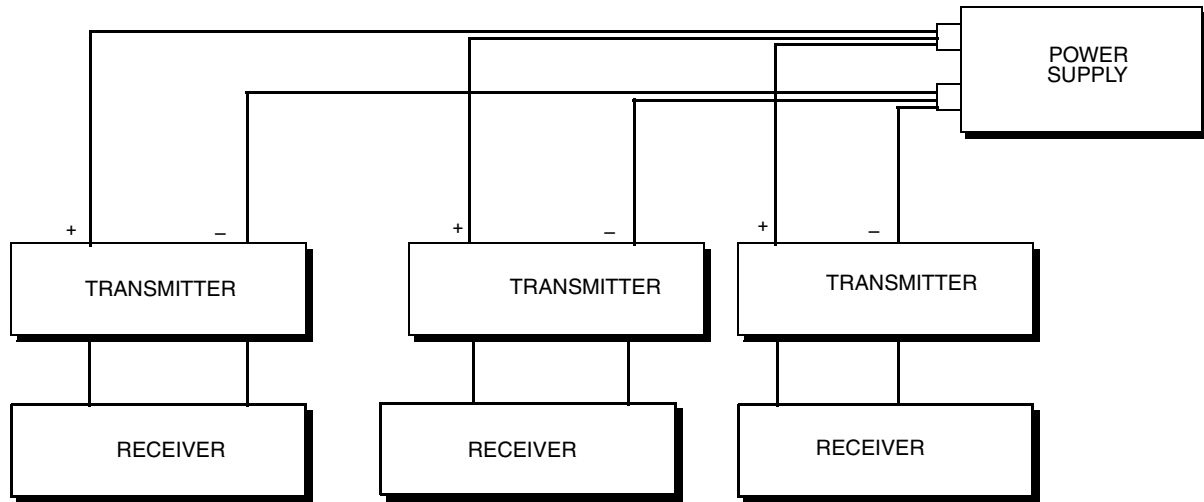 POWER
SUPPLY
+ – + – + –
TRANSMITTER TRANSMITTER TRANSMITTER
RECEIVER RECEIVER RECEIVER